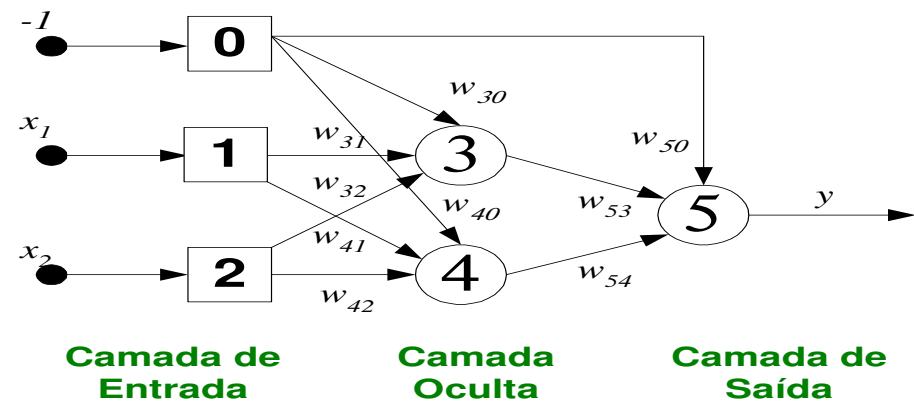 -1
0
w30
x1
1
w31
3
w50
w32
w40
w53
5
y
x2
w41
2
4
w54
w42
Camada de Entrada
Camada Oculta
Camada de Saída